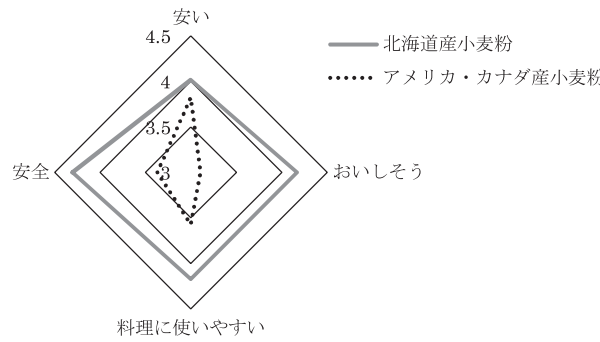 安い
4.5
北海道産小麦粉
4
アメリカ・カナダ産小麦粉
3.5
安全
3
おいしそう
料理に使いやすい